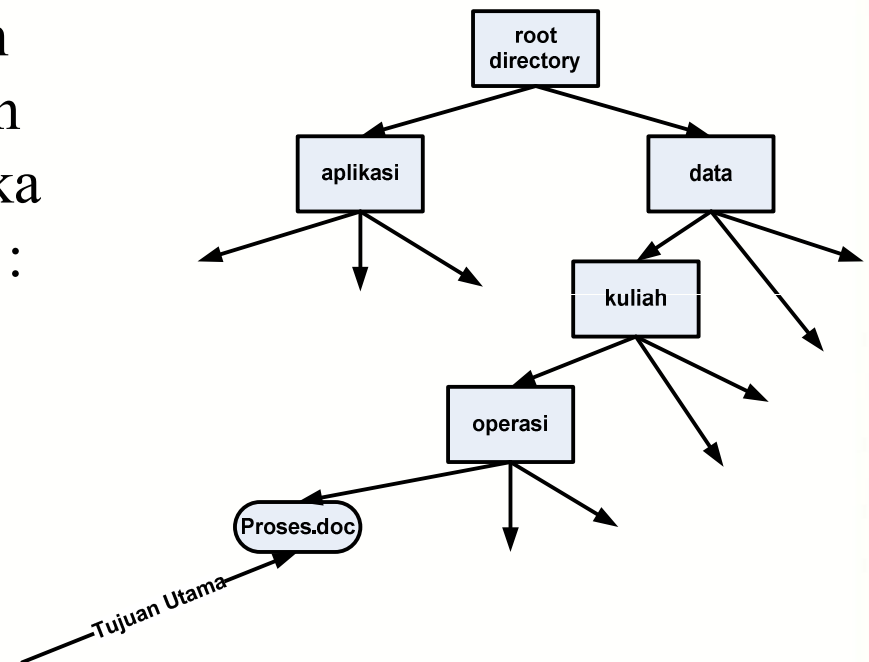 :
root
directory
aplikasi
data
kuliah
operasi
Proses.doc
Tujuan Utama